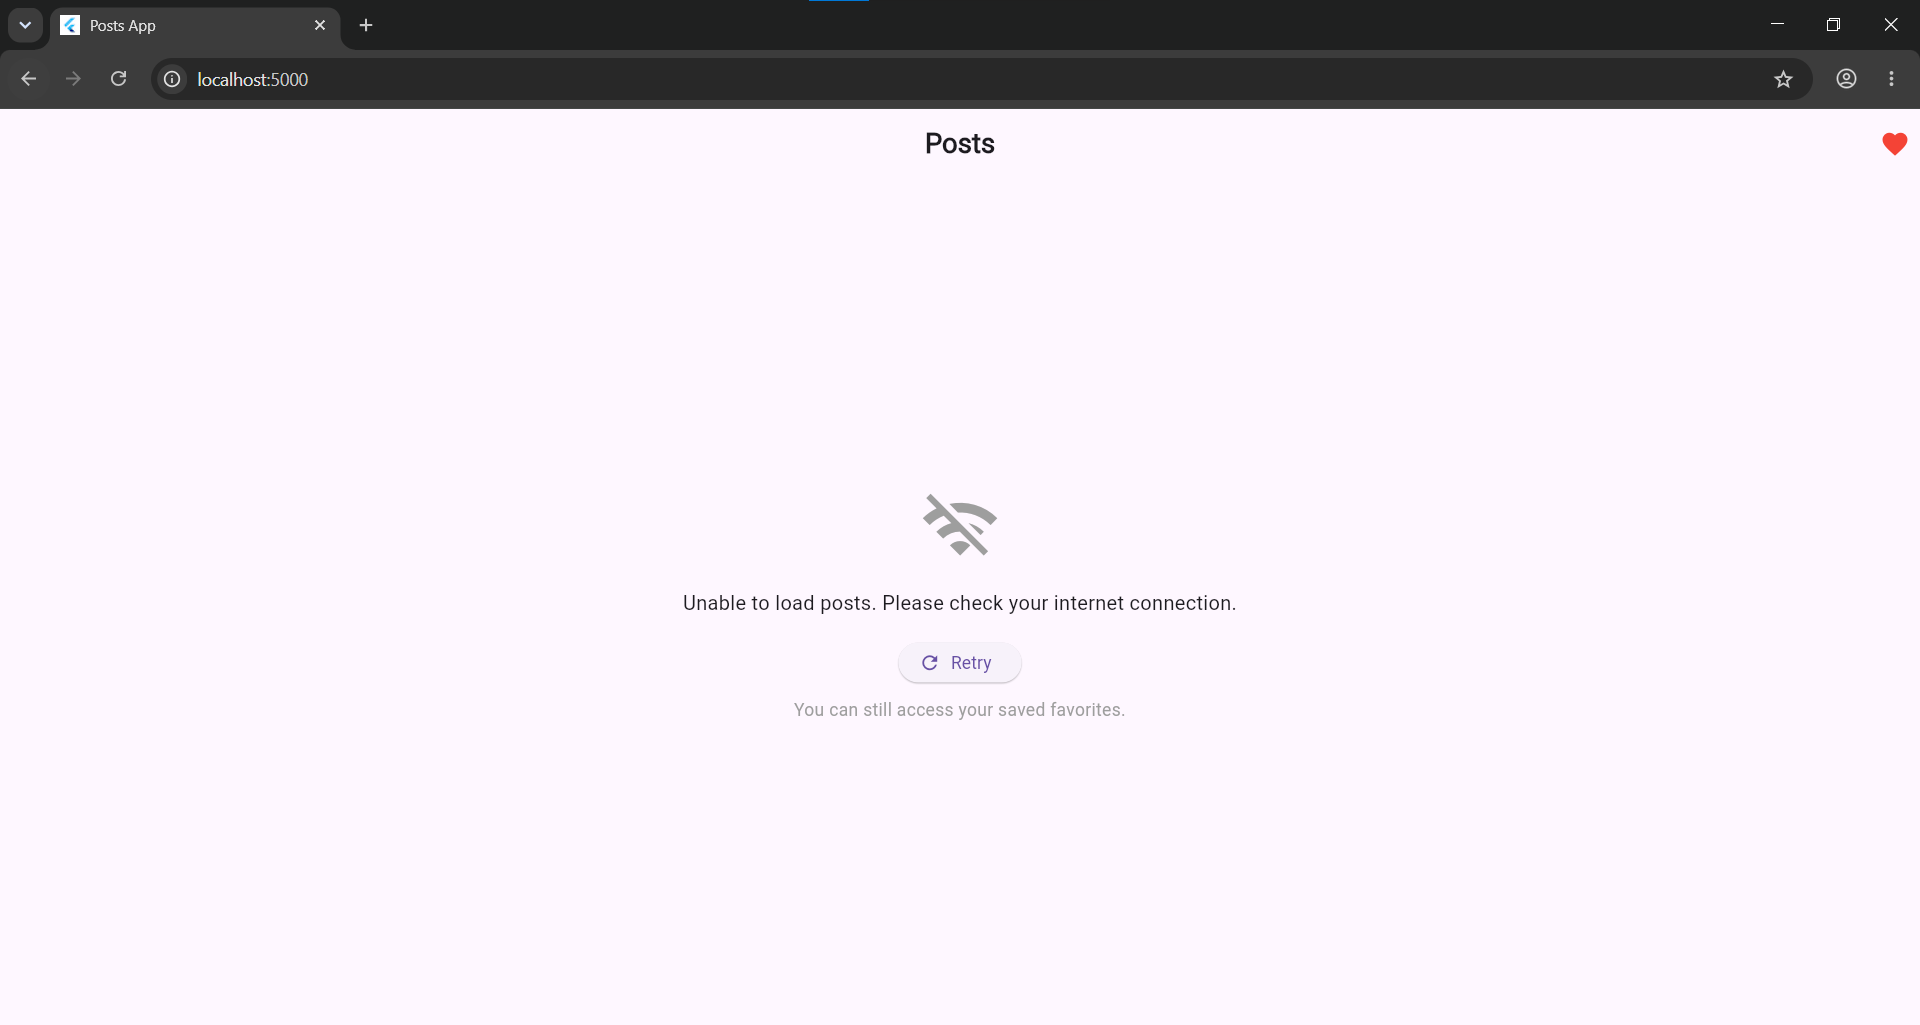 Posts App
localhost:5000
Posts
Unable to load posts. Please check your internet connection.
Retry
You can still access your saved favorites.